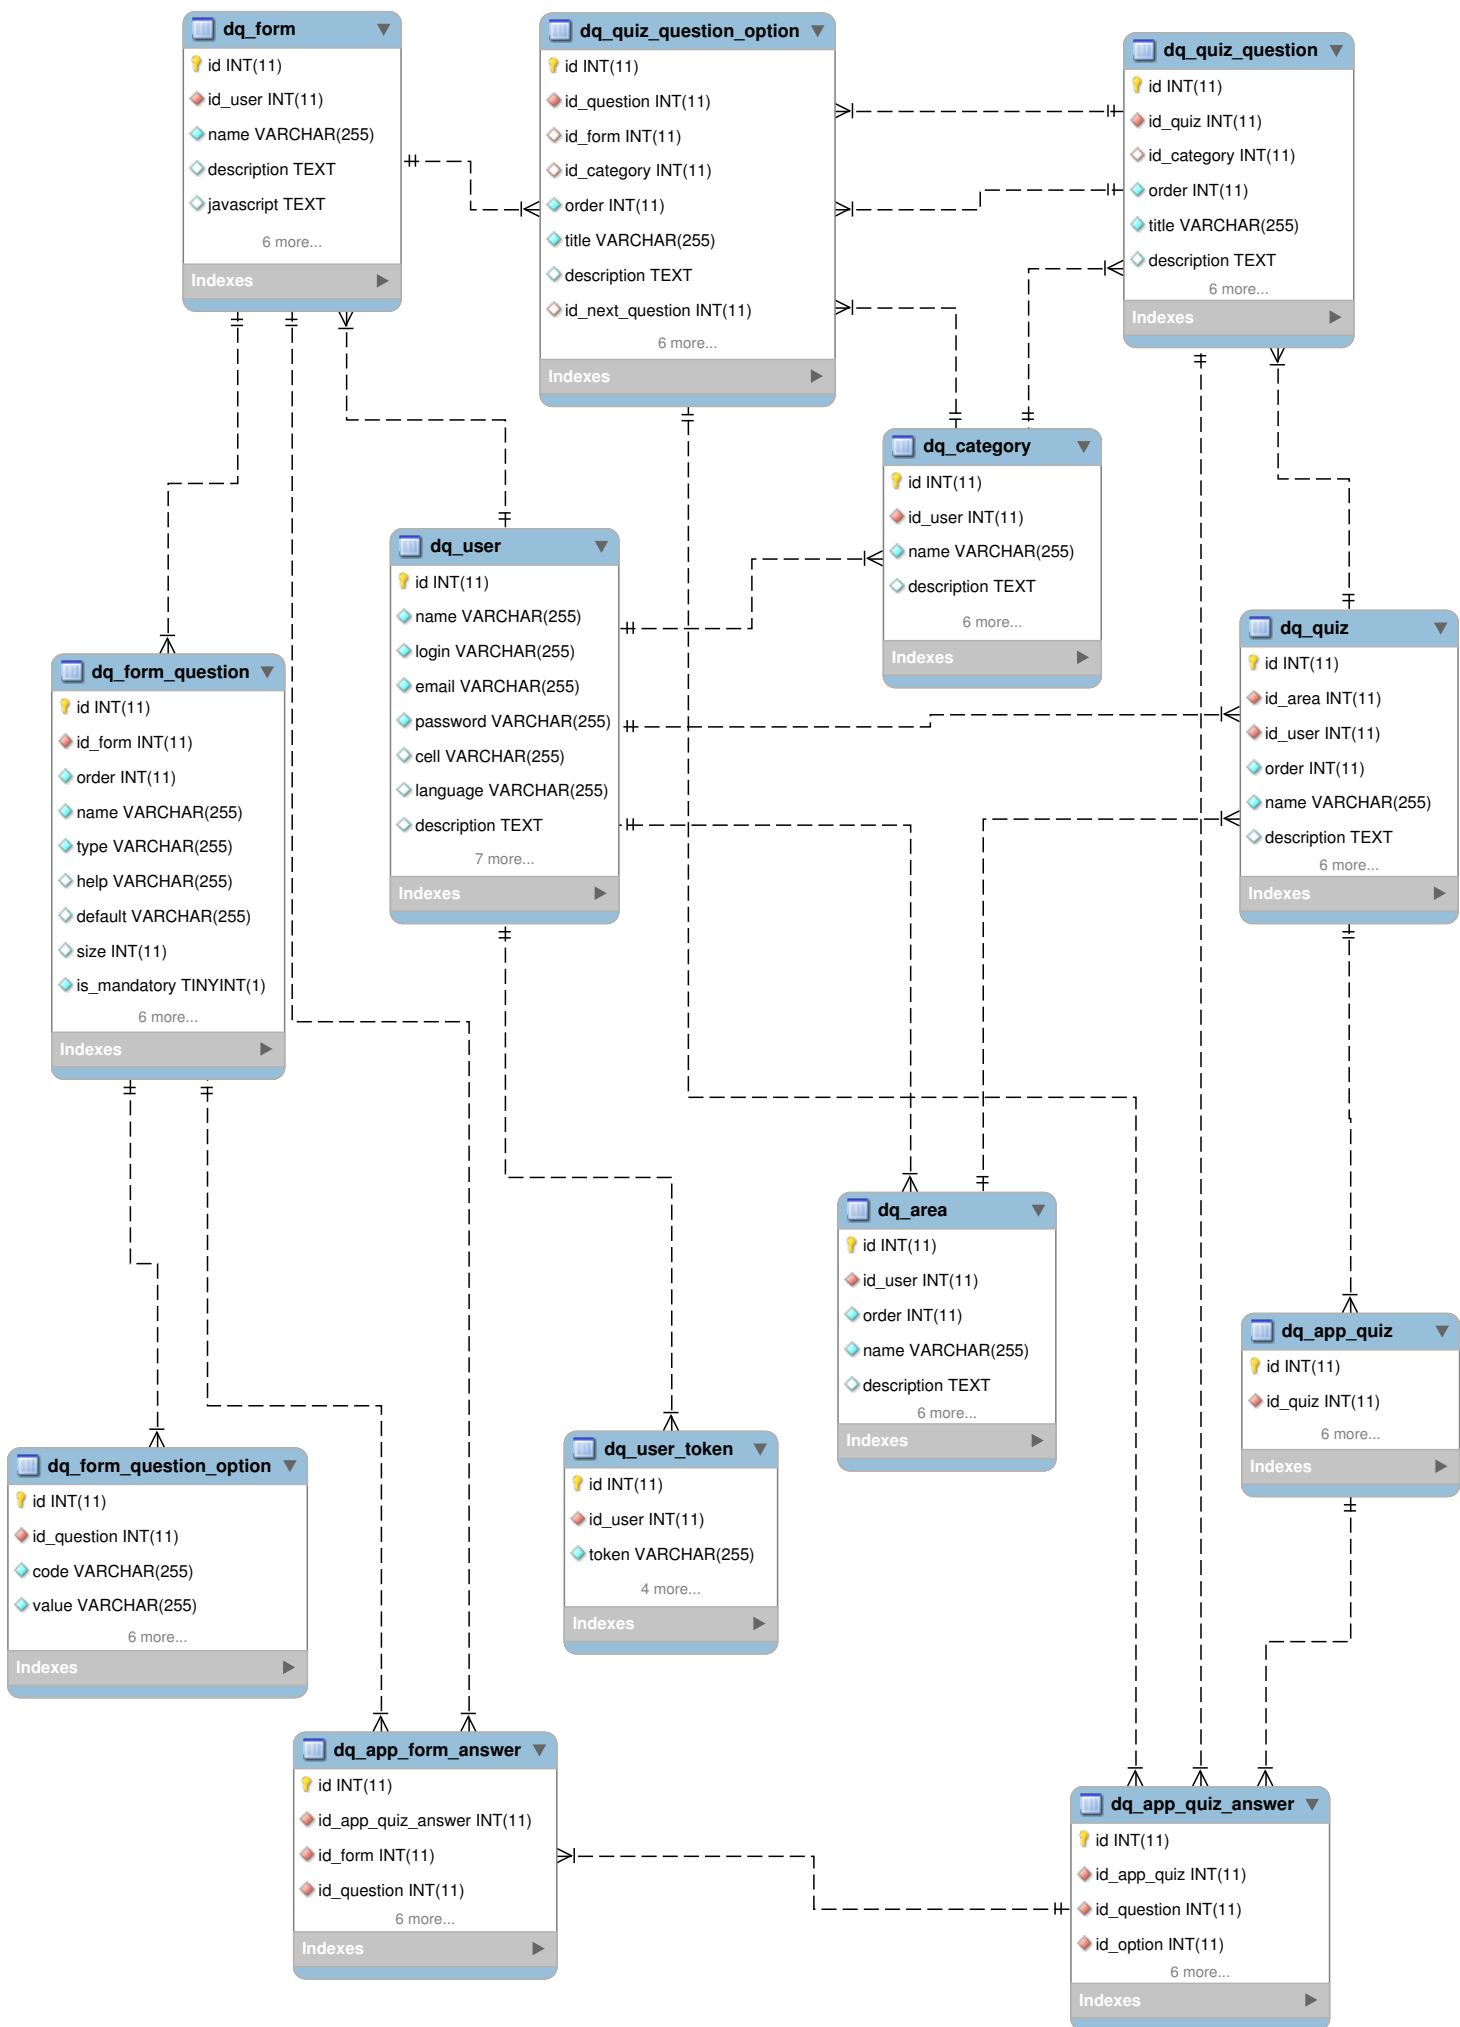 dq_form
id INT(11)
id_user INT(11)
name VARCHAR(255)
description TEXT
javascript TEXT
6 more...
Indexes
dq_quiz_question_option
id INT(11)
id_question INT(11)
id_form INT(11)
id_category INT(11)
order INT(11)
title VARCHAR(255)
description TEXT
id_next_question INT(11)
6 more...
Indexes
dq_quiz_question
id INT(11)
id_quiz INT(11)
id_category INT(11)
order INT(11)
title VARCHAR(255)
description TEXT
6 more...
Indexes
dq_category
id INT(11)
id_user INT(11)
name VARCHAR(255)
description TEXT
6 more...
Indexes
dq_user
id INT(11)
name VARCHAR(255)
login VARCHAR(255)
email VARCHAR(255)
password VARCHAR(255)
cell VARCHAR(255)
language VARCHAR(255)
description TEXT
7 more...
Indexes
dq_quiz
id INT(11)
id_area INT(11)
id_user INT(11)
order INT(11)
name VARCHAR(255)
description TEXT
6 more...
Indexes
dq_form_question
id INT(11)
id_form INT(11)
order INT(11)
name VARCHAR(255)
type VARCHAR(255)
help VARCHAR(255)
default VARCHAR(255)
size INT(11)
is_mandatory TINYINT(1)
6 more...
Indexes
dq_area
id INT(11)
id_user INT(11)
order INT(11)
name VARCHAR(255)
description TEXT
6 more...
Indexes
dq_app_quiz
id INT(11)
id_quiz INT(11)
6 more...
Indexes
dq_form_question_option
id INT(11)
id_question INT(11)
code VARCHAR(255)
value VARCHAR(255)
6 more...
Indexes
dq_user_token
id INT(11)
id_user INT(11)
token VARCHAR(255)
4 more...
Indexes
dq_app_form_answer
id INT(11)
id_app_quiz_answer INT(11)
id_form INT(11)
id_question INT(11)
6 more...
Indexes
dq_app_quiz_answer
id INT(11)
id_app_quiz INT(11)
id_question INT(11)
id_option INT(11)
6 more...
Indexes